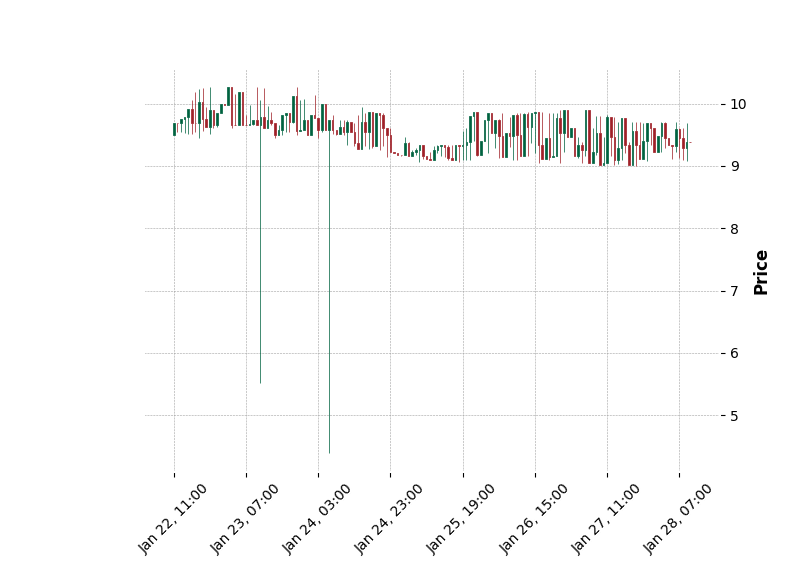 10
9
8
7
6
5
Price
Jan 22, 11:00
Jan 23, 07:00
Jan 24, 03:00
Jan 24, 23:00
Jan 25, 19:00
Jan 26, 15:00
Jan 27, 11:00
Jan 28, 07:00